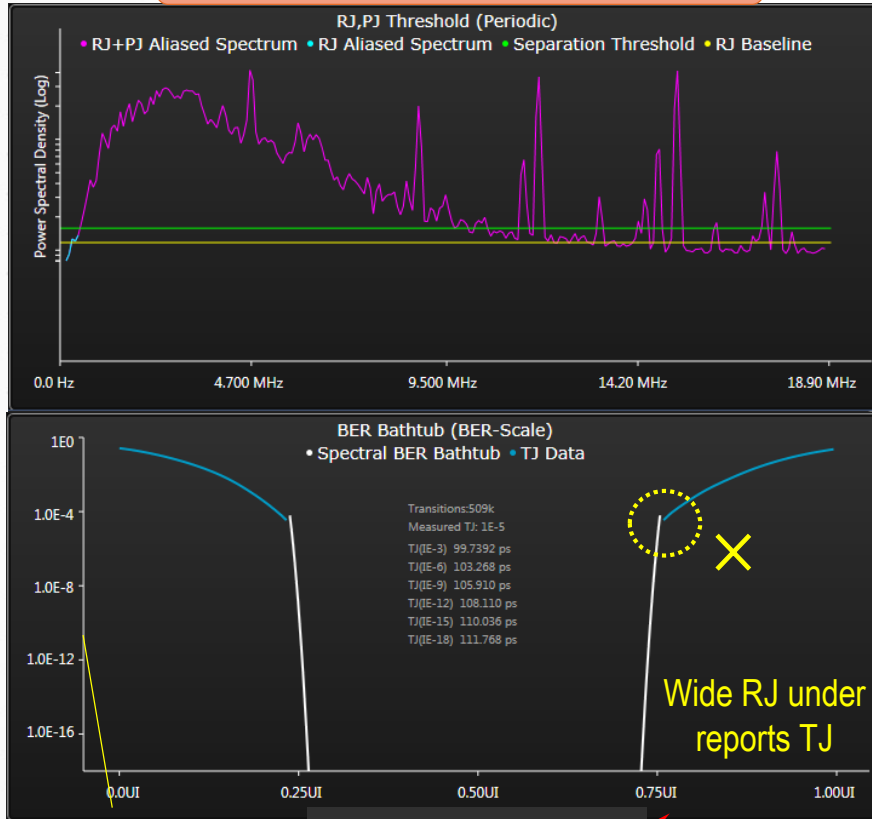 RJ,PJ Threshold (Periodic)
RJ+PJ Aliased Spectrum RJ Aliased Spectrum Separation Threshold RJ Baseline
Power Spectral Density (Log)
0.0 Hz 4.700 MHz 9.500 MHz 14.20 MHz 18.90 MHz
BER Bathtub (BER-Scale)
Spectral BER Bathtub TJ Data
1E0
1.0E-4
1.0E-8
1.0E-12
1.0E-16
Transitions:509k
Measured TJ: 1E-5
TJ(IE-3) 99.7392 ps
TJ(IE-6) 103.268 ps
TJ(IE-9) 105.910 ps
TJ(IE-12) 108.110 ps
TJ(IE-15) 110.036 ps
TJ(IE-18) 111.768 ps
Wide RJ under
reports TJ
0.0UI 0.25UI 0.50UI 0.75UI 1.00UI